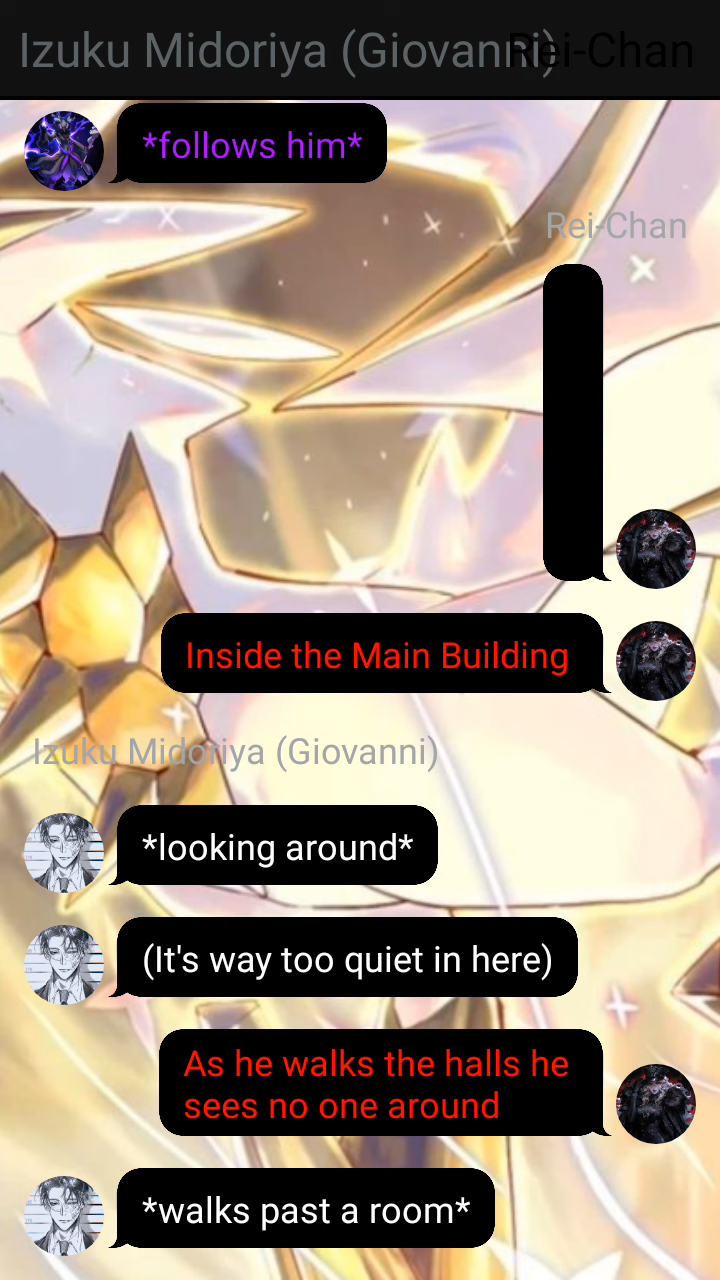 Izuku Midoriya (Giovanni)
Rei-Chan
*follows him*
Rei-Chan
Inside the Main Building
Izuku Midoriya (Giovanni)
*looking around*
(It's way too quiet in here)
As he walks the halls he
sees no one around
*walks past a room*